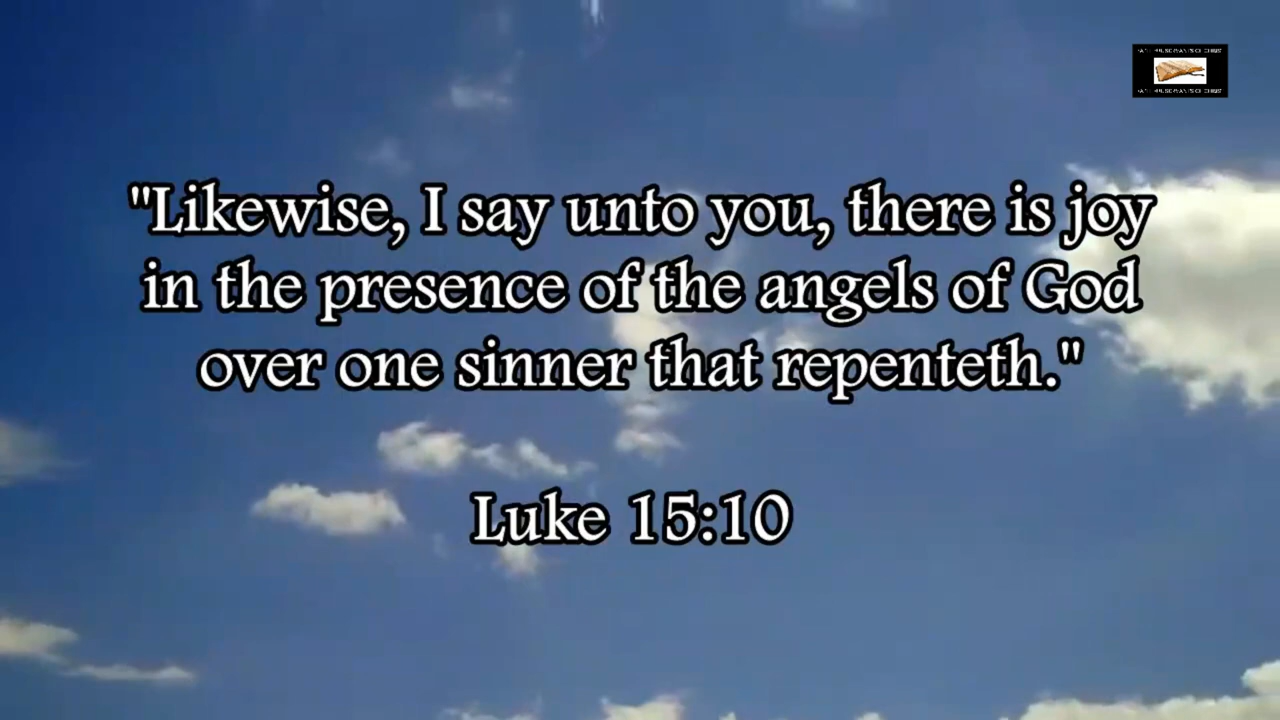 "Likewise, I say unto you, there is joy
in the presence of the angels of God
over one sinner that repenteth."
Luke 15:10